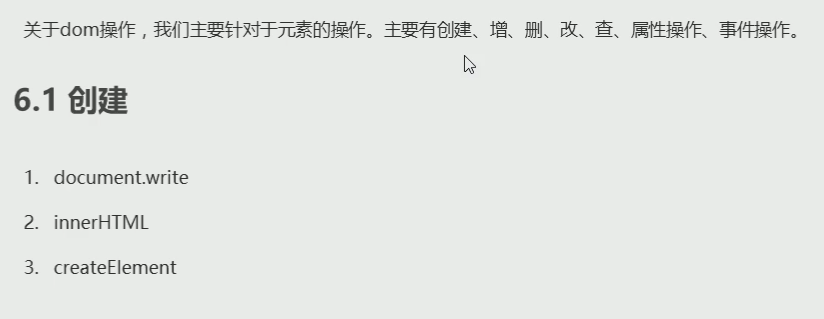 关于dom操作，我们主要针对于元素的操作。主要有创建、增、删、改、查、属性操作、事件操作。
6.1 创建
1. document.write
2. innerHTML
3. createElement